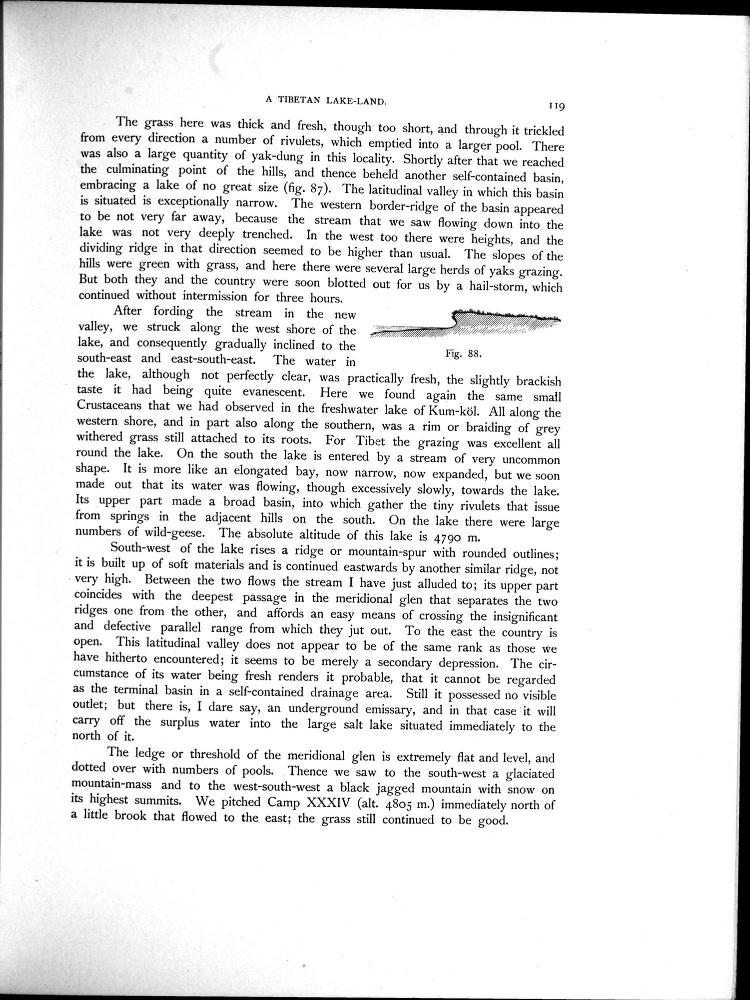 A TIBETAN LAKE-LAND.
119
The grass here was thick and fresh, though too short, and through it trickled
from every direction a number of rivulets, which emptied into a larger pool. There
was also a large quantity of yak-dung in this locality. Shortly after that we reached
the culminating point of the hills, and thence beheld another self-contained basin,
embracing a lake of no great size (fig. 87). The latitudinal valley in which this basin
is situated is exceptionally narrow. The western border-ridge of the basin appeared
to be not very far away, because the stream that we saw flowing down into the
lake was not very deeply trenched. In the west too there were heights, and the
dividing ridge in that direction seemed to be higher than usual. The slopes of the
hills were green with grass, and here there were several large herds of yaks grazing.
But both they and the country were soon blotted out for us by a hail-storm, which
continued without intermission for three hours.
After fording the stream in the new
valley, we struck along the west shore of the
lake, and consequently gradually inclined to the
south-east and east-south-east. The water in
Fig. 88.
the lake, although not perfectly clear, was practically fresh, the slightly brackish
taste it had being quite evanescent. Here we found again the same small
Crustaceans that we had observed in the freshwater lake of Kum-köl. All along the
western shore, and in part also along the southern, was a rim or braiding of grey
withered grass still attached to its roots. For Tibet the grazing was excellent all
round the lake. On the south the lake is entered by a stream of very uncommon
shape. It is more like an elongated bay, now narrow, now expanded, but we soon
made out that its water was flowing, though excessively slowly, towards the lake.
Its upper part made a broad basin, into which gather the tiny rivulets that issue
from springs in the adjacent hills on the south. On the lake there were large
numbers of wild-geese. The absolute altitude of this lake is 4790 m.
South-west of the lake rises a ridge or mountain-spur with rounded outlines;
it is built up of soft materials and is continued eastwards by another similar ridge, not
very high. Between the two flows the stream I have just alluded to; its upper part
coincides with the deepest passage in the meridional glen that separates the two
ridges one from the other, and affords an easy means of crossing the insignificant
and defective parallel range from which they jut out. To the east the country is
open. This latitudinal valley does not appear to be of the same rank as those we
have hitherto encountered; it seems to be merely a secondary depression. The cir-
cumstance of its water being fresh renders it probable, that it cannot be regarded
as the terminal basin in a self-contained drainage area. Still it possessed no visible
outlet; but there is, I dare say, an underground emissary, and in that case it will
carry off the surplus water into the large salt lake situated immediately to the
north of it.
The ledge or threshold of the meridional glen is extremely flat and level, and
dotted over with numbers of pools. Thence we saw to the south-west a glaciated
mountain-mass and to the west-south-west a black jagged mountain with snow on
its highest summits. We pitched Camp XXXIV (alt. 4805 m.) immediately north of
a little brook that flowed to the east; the grass still continued to be good.